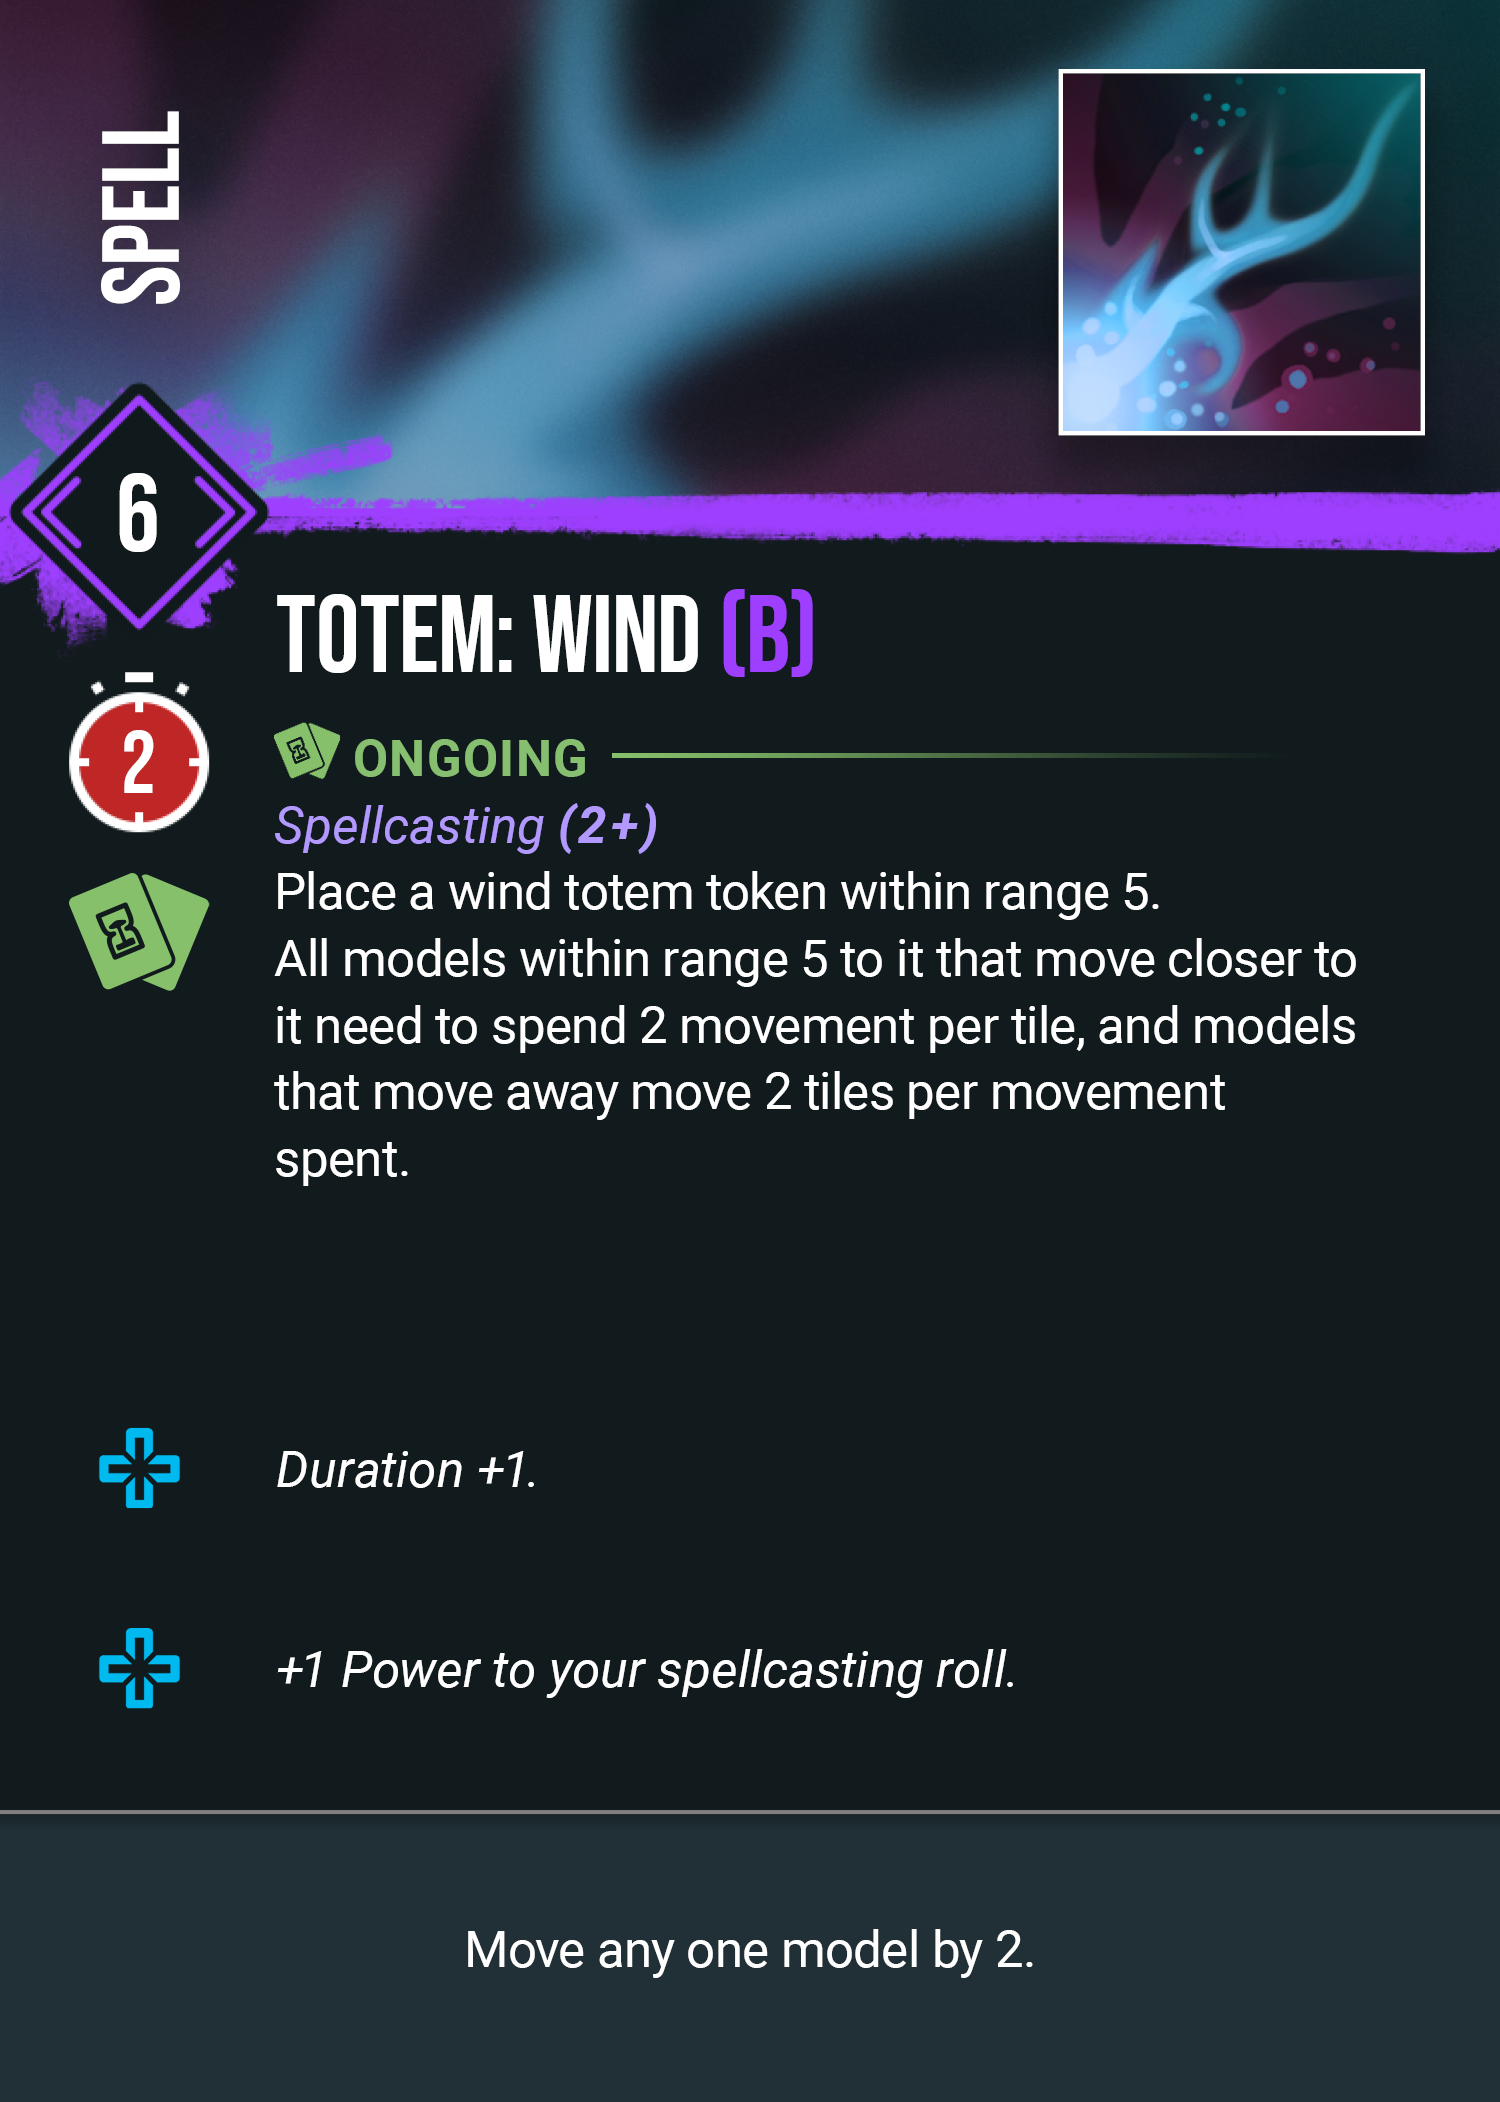 SPELL
6
TOTEM: WIND (B)
2
ONGOING
Spellcasting (2+)
Place a wind totem token within range 5.
All models within range 5 to it that move closer to
it need to spend 2 movement per tile, and models
that move away move 2 tiles per movement
spent.
Duration +1.
+1 Power to your spellcasting roll.
Move any one model by 2.